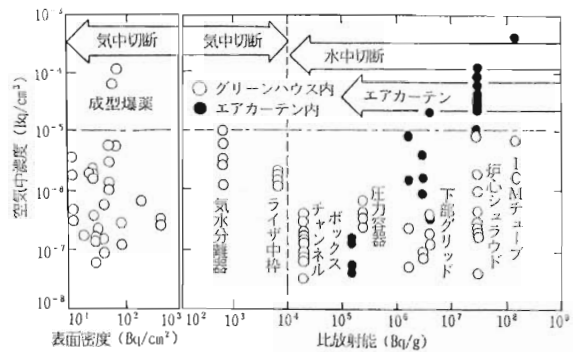 10⁻³
10⁻⁴
10⁻⁵
10⁻⁶
10⁻⁷
10⁻⁸
空気中濃度 (Bq/cm³)
気中切断
成型爆薬
気中切断
水中切断
グリーンハウス内
エアカーテン内
エアカーテン
気水分離器
ライザ中枠
チャンネル
ボックス
圧力容器
下部グリッド
炉心シュラウド
ICMチューブ
10¹
10²
10³
表面密度 (Bq/cm²)
10²
10³
10⁴
10⁵
10⁶
10⁷
10⁸
比放射能 (Bq/g)